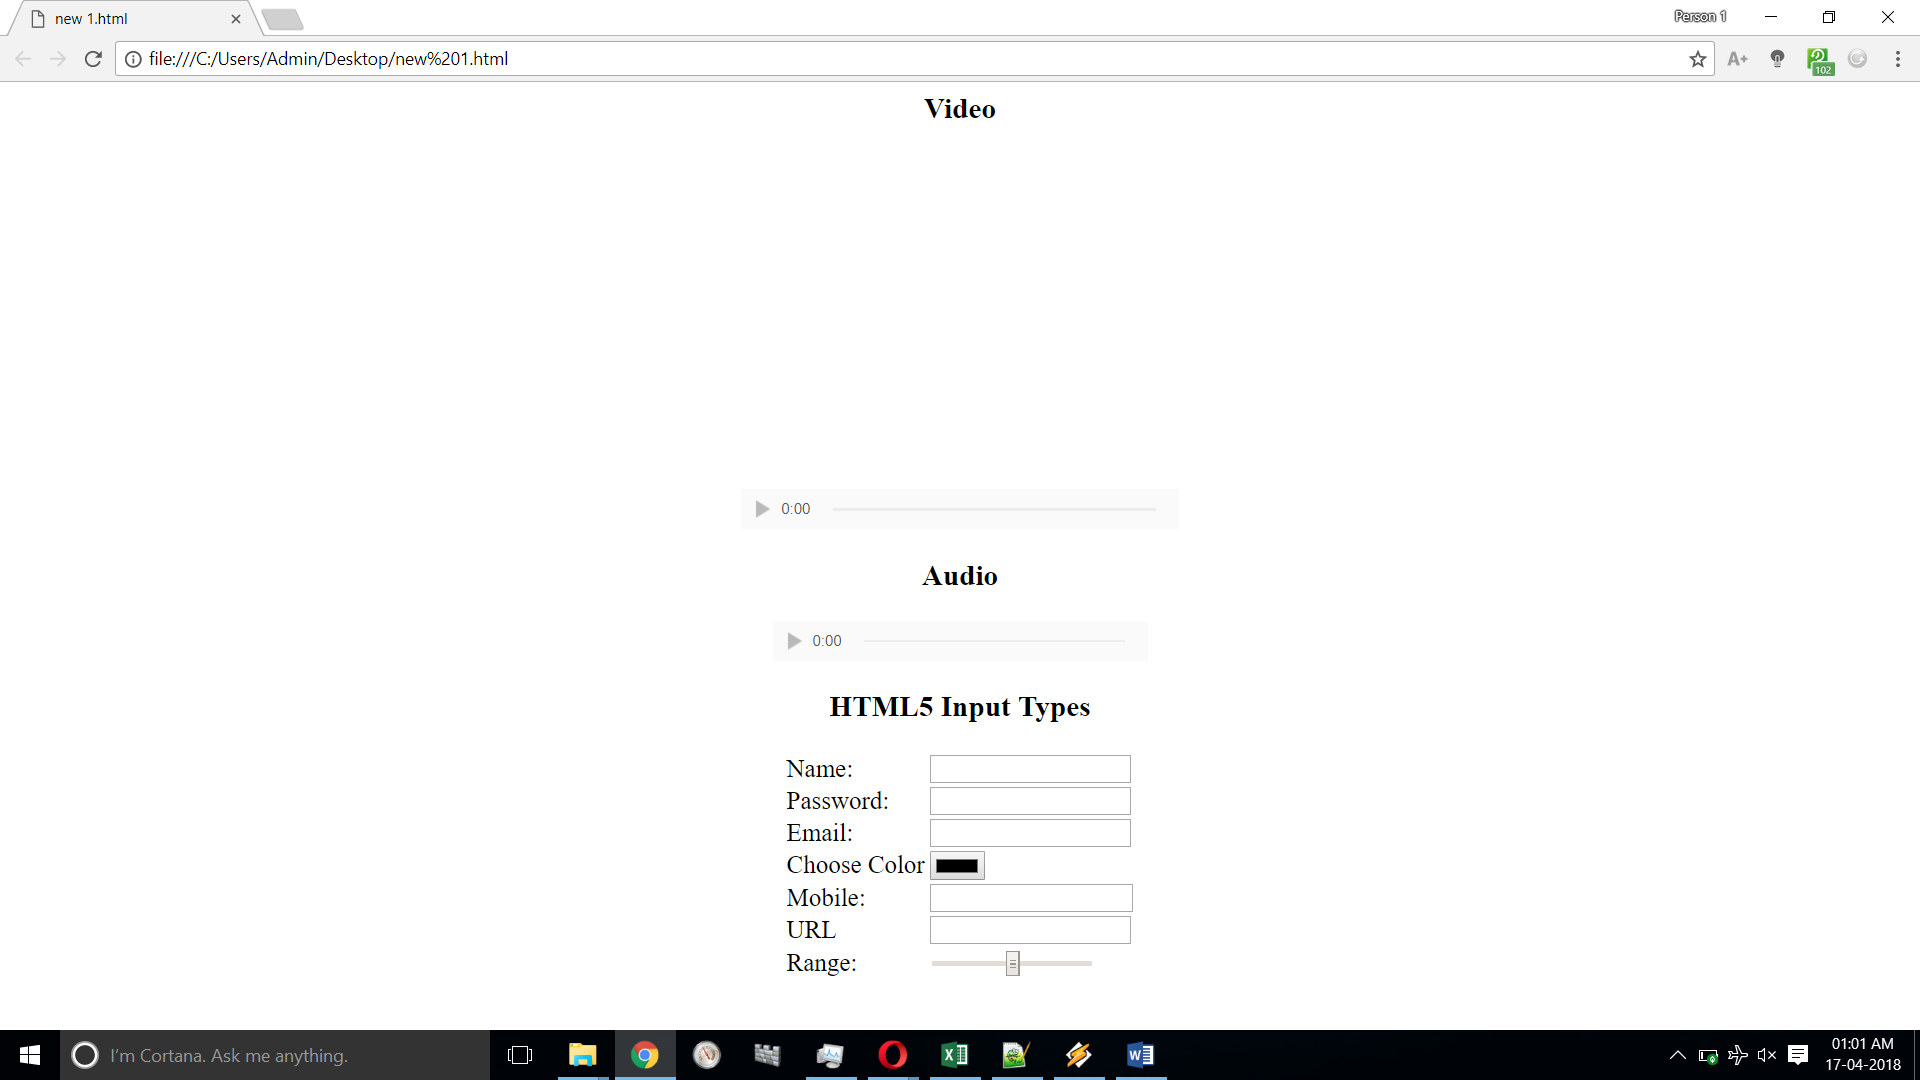 new 1.html
Person 1
file:///C:/Users/Admin/Desktop/new%201.html
A+
102
Video
0:00
Audio
0:00
HTML5 Input Types
Name:
Password:
Email:
Choose Color
Mobile:
URL
Range:
I'm Cortana. Ask me anything.
01:01 AM
17-04-2018